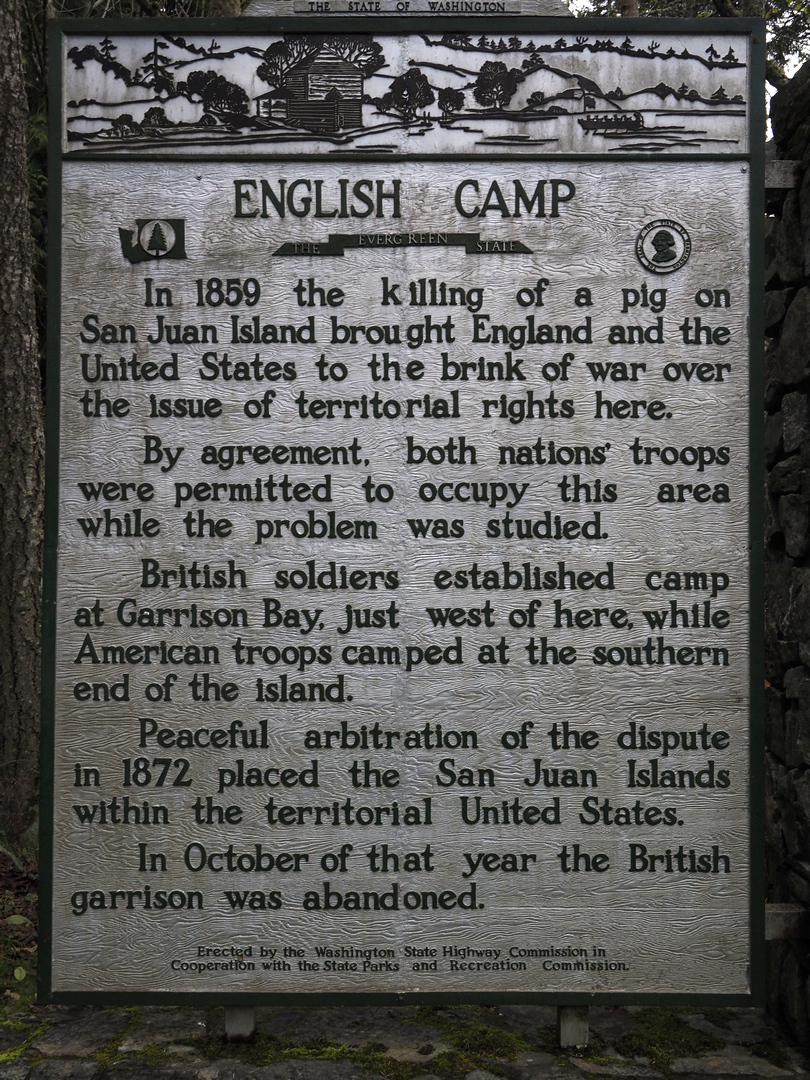 THE STATE OF WASHINGTON
ENGLISH CAMP
THE EVERGREEN STATE
In 1859 the killing of a pig on
San Juan Island brought England and the
United States to the brink of war over
the issue of territorial rights here.
By agreement, both nations' troops
were permitted to occupy this area
while the problem was studied.
British soldiers established camp
at Garrison Bay, just west of here, while
American troops camped at the southern
end of the island.
Peaceful arbitration of the dispute
in 1872 placed the San Juan Islands
within the territorial United States.
In October of that year the British
garrison was abandoned.
Erected by the Washington State Highway Commission in
Cooperation with the State Parks and Recreation Commission.